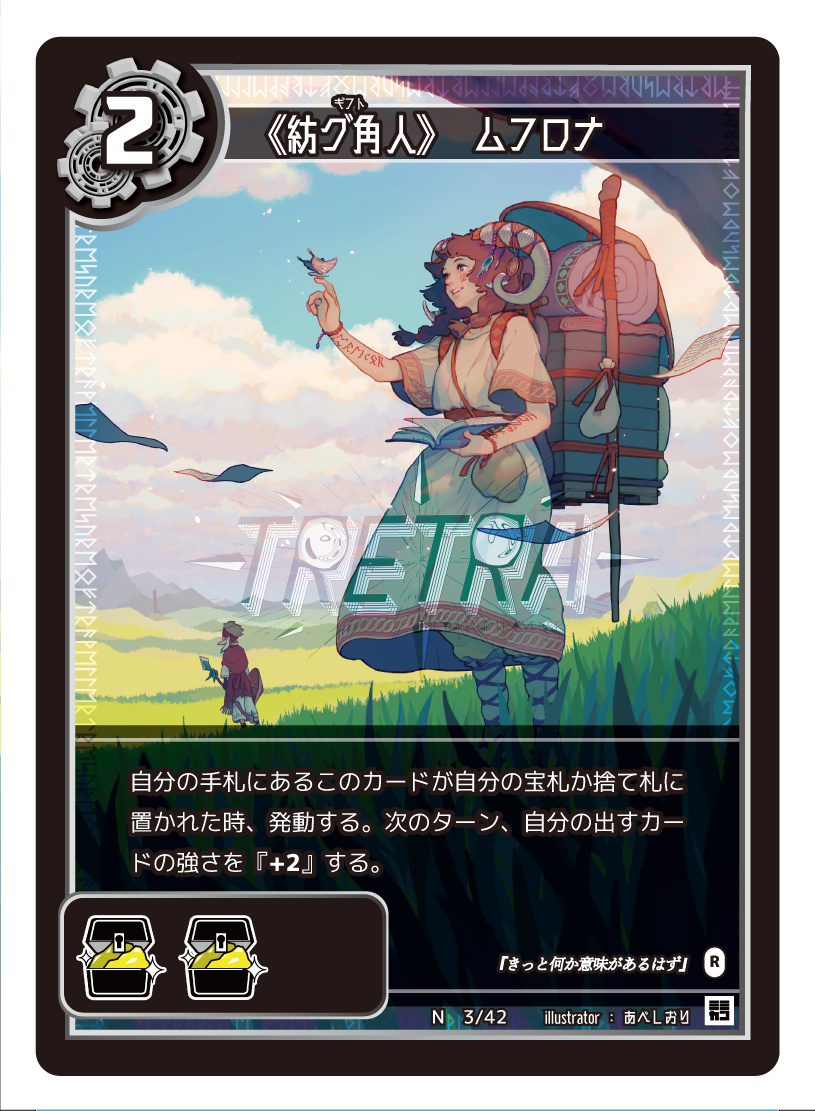 2
ギフト
《紡グ角人》 ムフロナ
TRETRA
自分の手札にあるこのカードが自分の宝札か捨て札に
置かれた時、発動する。次のターン、自分の出すカー
ドの強さを『+2』する。
『きっと何か意味があるはず』 R
N 3/42 illustrator : あべしおり